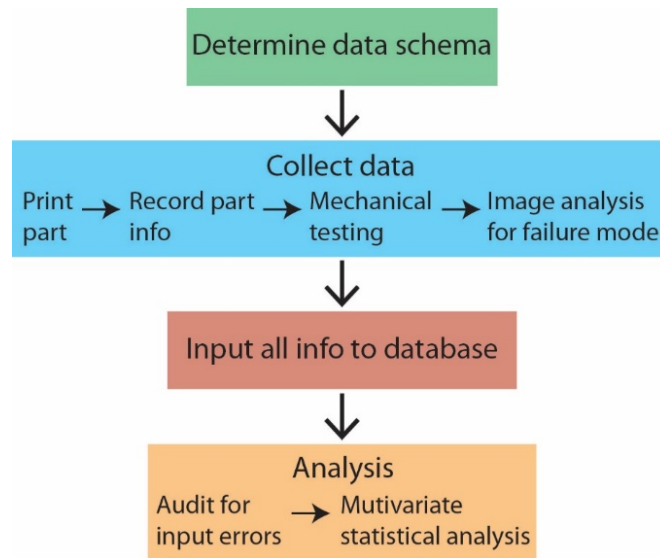 Determine data schema
Collect data
Print
part
Record part
info
Mechanical
testing
Image analysis
for failure mode
Input all info to database
Analysis
Audit for
input errors
Mutivariate
statistical analysis